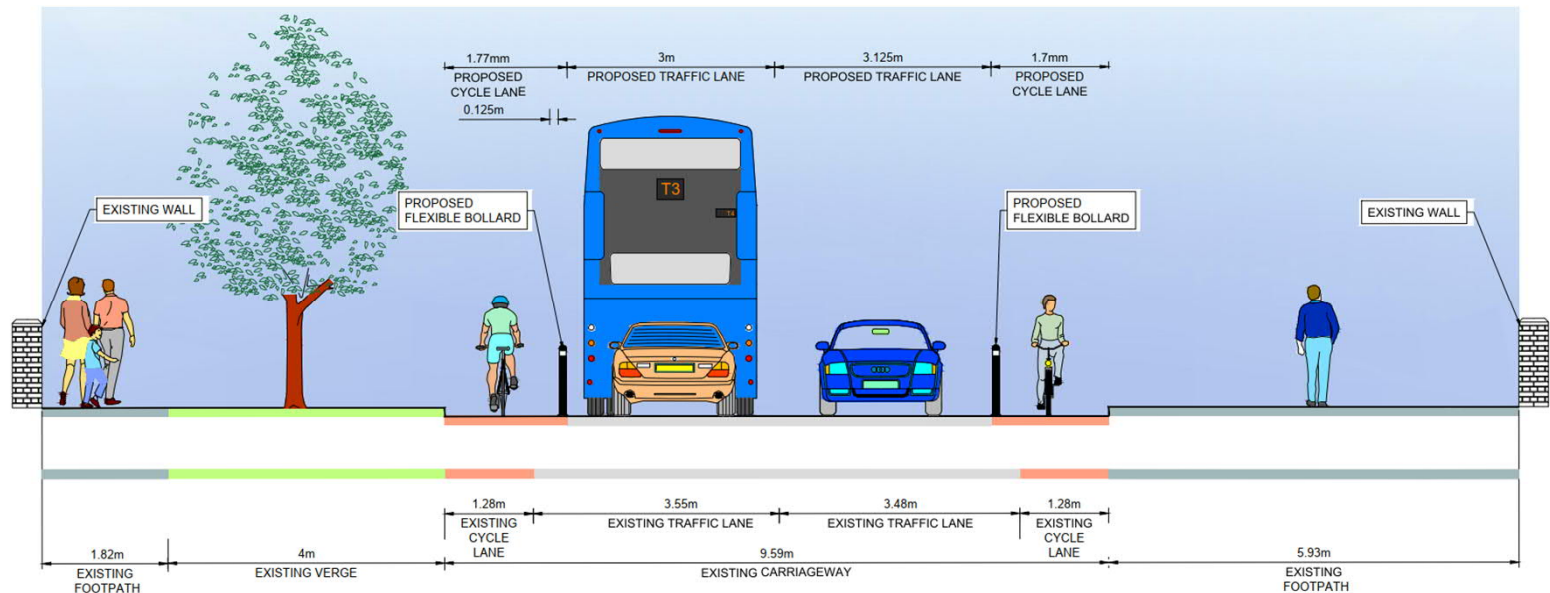 1.77mm
PROPOSED
CYCLE LANE
3m
PROPOSED TRAFFIC LANE
3.125m
PROPOSED TRAFFIC LANE
1.7m
PROPOSED
CYCLE LANE
0.125m
T3
EXISTING WALL
PROPOSED
FLEXIBLE BOLLARD
PROPOSED
FLEXIBLE BOLLARD
EXISTING WALL
1.28m
EXISTING
CYCLE
LANE
3.55m
EXISTING TRAFFIC LANE
3.48m
EXISTING TRAFFIC LANE
1.28m
EXISTING
CYCLE
LANE
1.82m
EXISTING
FOOTPATH
4m
EXISTING VERGE
9.59m
EXISTING CARRIAGEWAY
5.93m
EXISTING
FOOTPATH